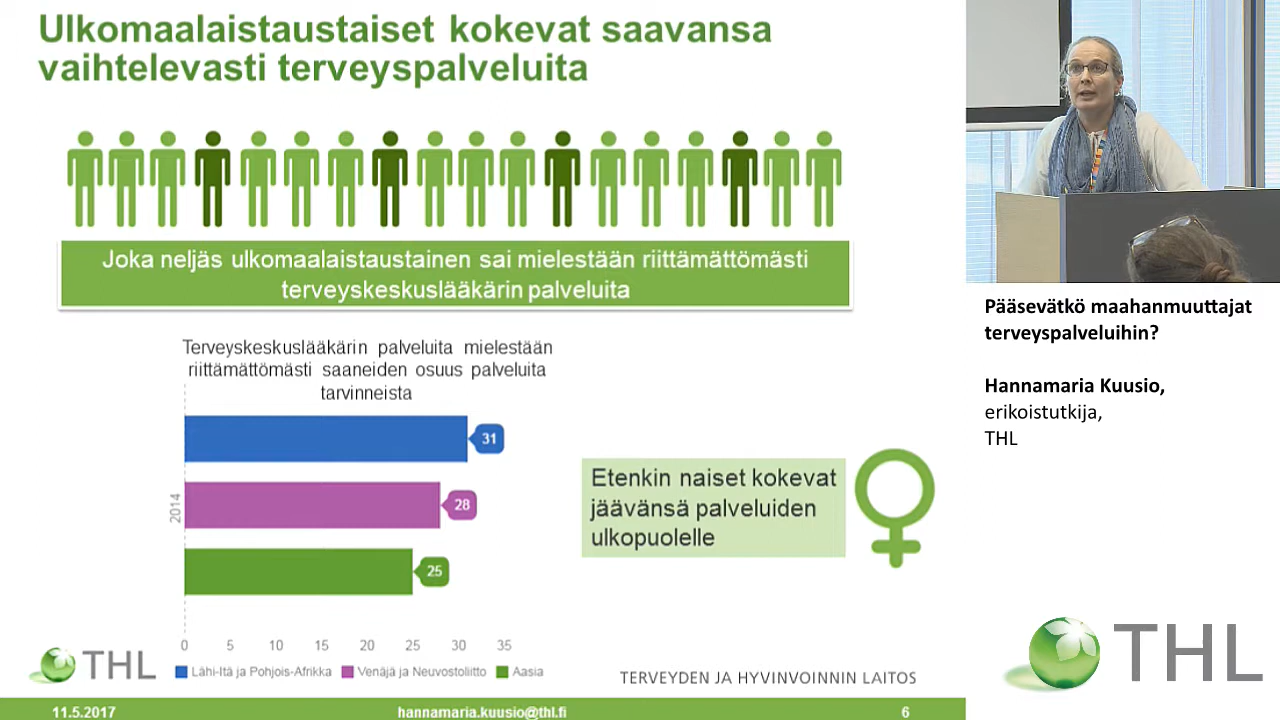 Ulkomaalaistaustaiset kokevat saavansa
vaihtelevasti terveyspalveluita
Joka neljäs ulkomaalaistaustainen sai mielestään riittämättömästi
terveyskeskuslääkärin palveluita
Terveyskeskuslääkärin palveluita mielestään
riittämättömästi saaneiden osuus palveluita
tarvinneista
31
2014
28
25
0 5 10 15 20 25 30 35
Lähi-Itä ja Pohjois-Afrikka Venäjä ja Neuvostoliitto Aasia
Etenkin naiset kokevat
jäävänsä palveluiden
ulkopuolelle
THL
TERVEYDEN JA HYVINVOINNIN LAITOS
11.5.2017 hannamaria.kuusio@thl.fi 6
Pääsevätkö maahanmuuttajat
terveyspalveluihin?
Hannamaria Kuusio,
erikoistutkija,
THL
THL